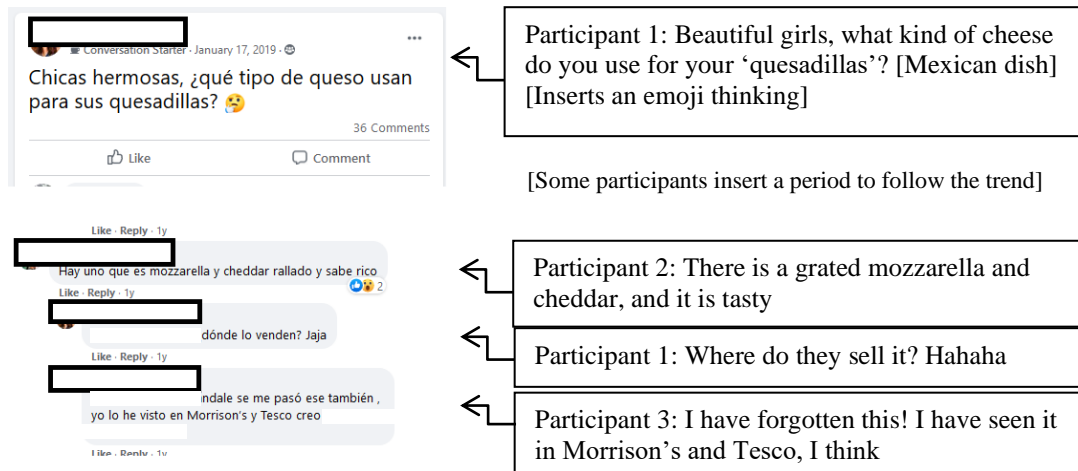 Conversation Starter · January 17, 2019 ·
Chicas hermosas, ¿qué tipo de queso usan
para sus quesadillas? 🤔
36 Comments
Like Comment
Participant 1: Beautiful girls, what kind of cheese
do you use for your ‘quesadillas’? [Mexican dish]
[Inserts an emoji thinking]
[Some participants insert a period to follow the trend]
Like · Reply · 1y
Hay uno que es mozzarella y cheddar rallado y sabe rico
2
Like · Reply · 1y
Participant 2: There is a grated mozzarella and
cheddar, and it is tasty
dónde lo venden? Jaja
Like · Reply · 1y
Participant 1: Where do they sell it? Hahaha
ndale se me pasó ese también ,
yo lo he visto en Morrison's y Tesco creo
Like · Reply · 1y
Participant 3: I have forgotten this! I have seen it
in Morrison’s and Tesco, I think